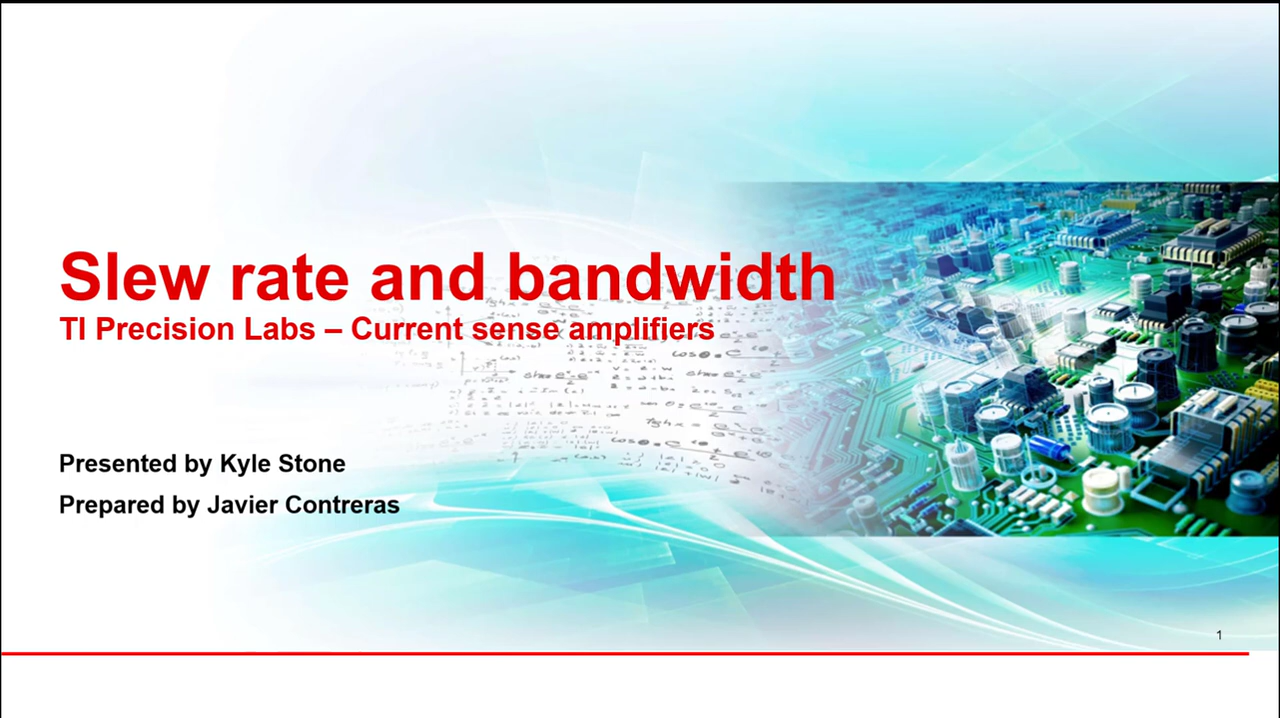 Slew rate and bandwidth
TI Precision Labs – Current sense amplifiers
Presented by Kyle Stone
Prepared by Javier Contreras
1